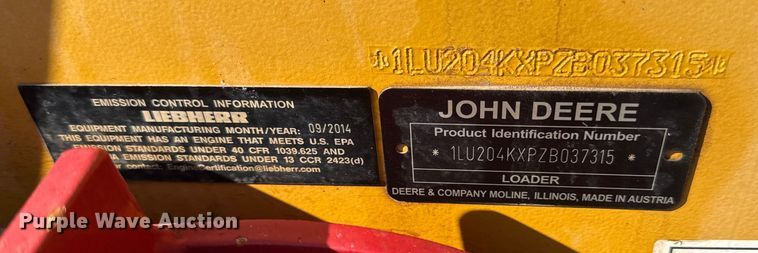 *1LU204KXPZB037315*
EMISSION CONTROL INFORMATION
LIEBHERR
EQUIPMENT MANUFACTURING MONTH/YEAR: 09/2014
THIS EQUIPMENT HAS AN ENGINE THAT MEETS U.S. EPA
EMISSION STANDARDS UNDER 40 CFR 1039.625 AND
EMISSION STANDARDS UNDER 13 CCR 2423(d)
contact: EngineCertification@liebherr.com
JOHN DEERE
Product Identification Number
* 1LU204KXPZB037315 *
LOADER
DEERE & COMPANY MOLINE, ILLINOIS, MADE IN AUSTRIA
Purple Wave Auction